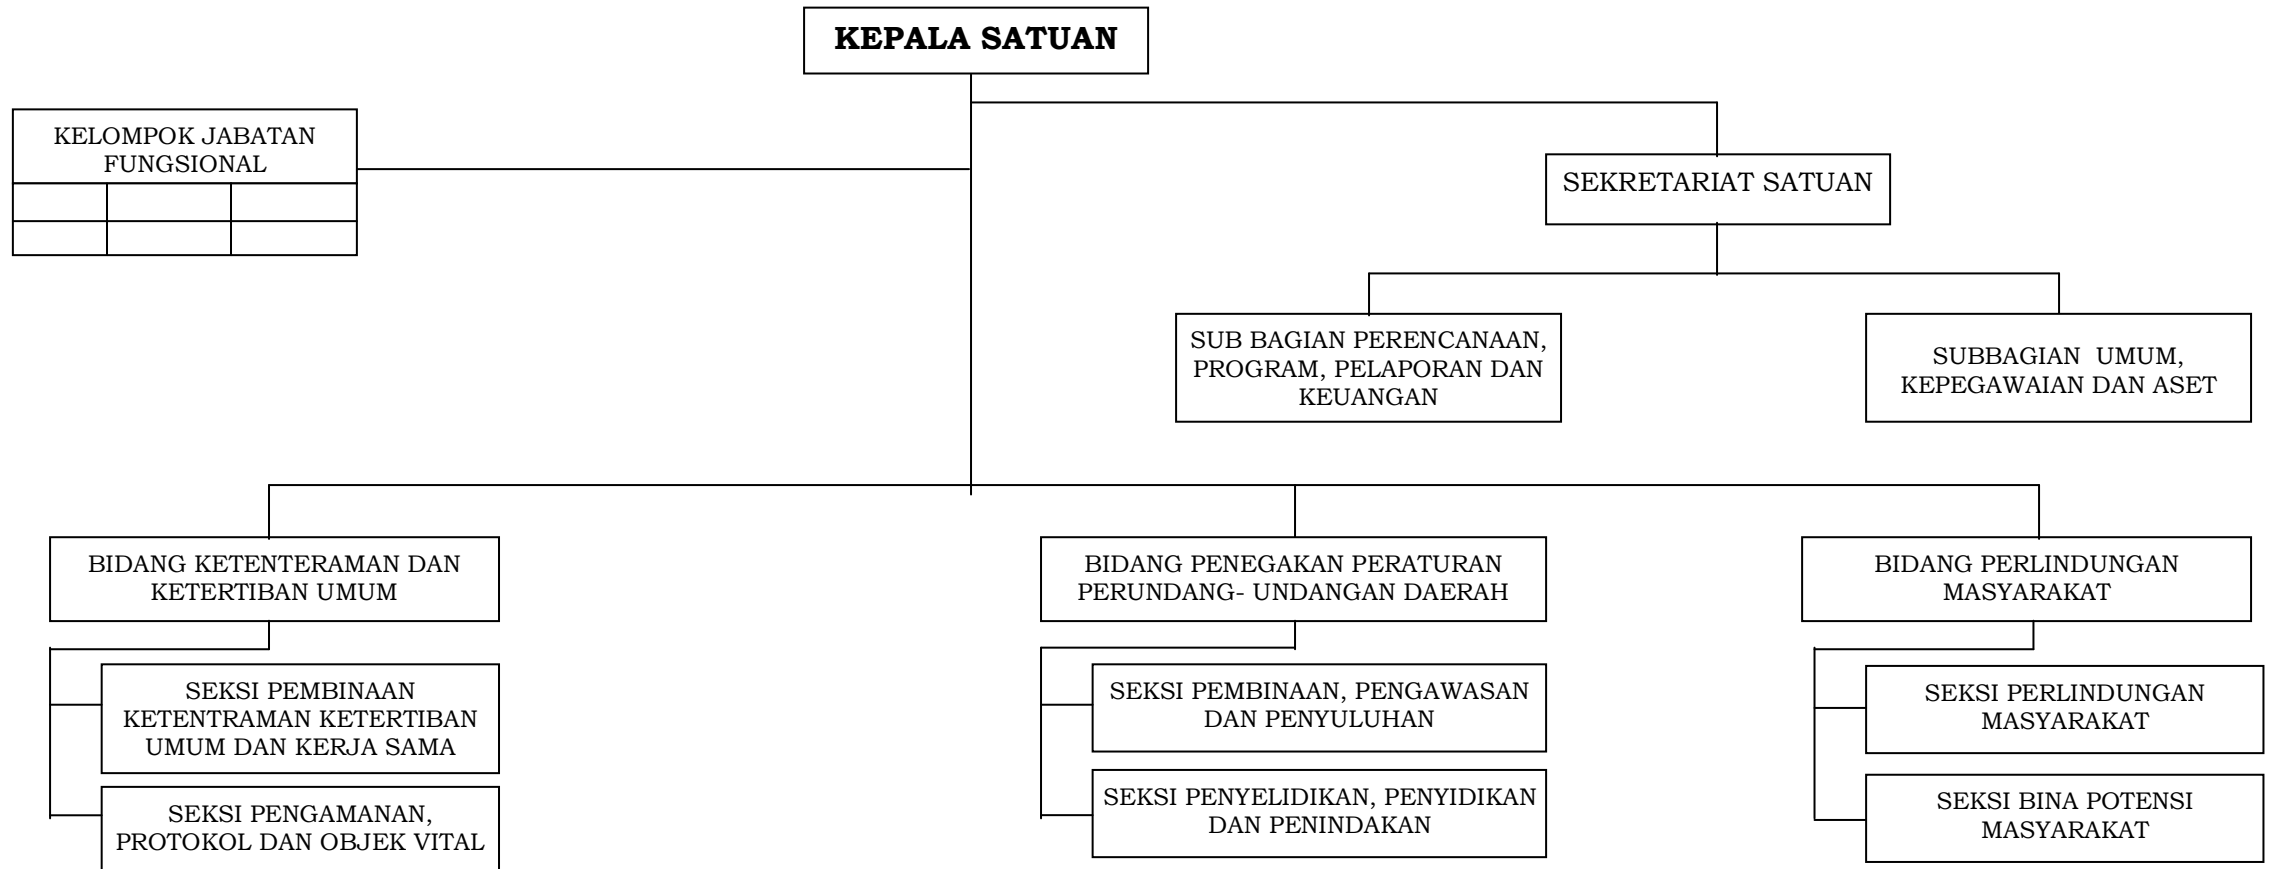 KEPALA SATUAN
KELOMPOK JABATAN
FUNGSIONAL
SEKRETARIAT SATUAN
SUB BAGIAN PERENCANAAN,
PROGRAM, PELAPORAN DAN
KEUANGAN
SUBBAGIAN  UMUM,
KEPEGAWAIAN DAN ASET
BIDANG KETENTERAMAN DAN
KETERTIBAN UMUM
BIDANG PENEGAKAN PERATURAN
PERUNDANG- UNDANGAN DAERAH
BIDANG PERLINDUNGAN
MASYARAKAT
SEKSI PEMBINAAN
KETENTRAMAN KETERTIBAN
UMUM DAN KERJA SAMA
SEKSI PENGAMANAN,
PROTOKOL DAN OBJEK VITAL
SEKSI PEMBINAAN, PENGAWASAN
DAN PENYULUHAN
SEKSI PENYELIDIKAN, PENYIDIKAN
DAN PENINDAKAN
SEKSI PERLINDUNGAN
MASYARAKAT
SEKSI BINA POTENSI
MASYARAKAT